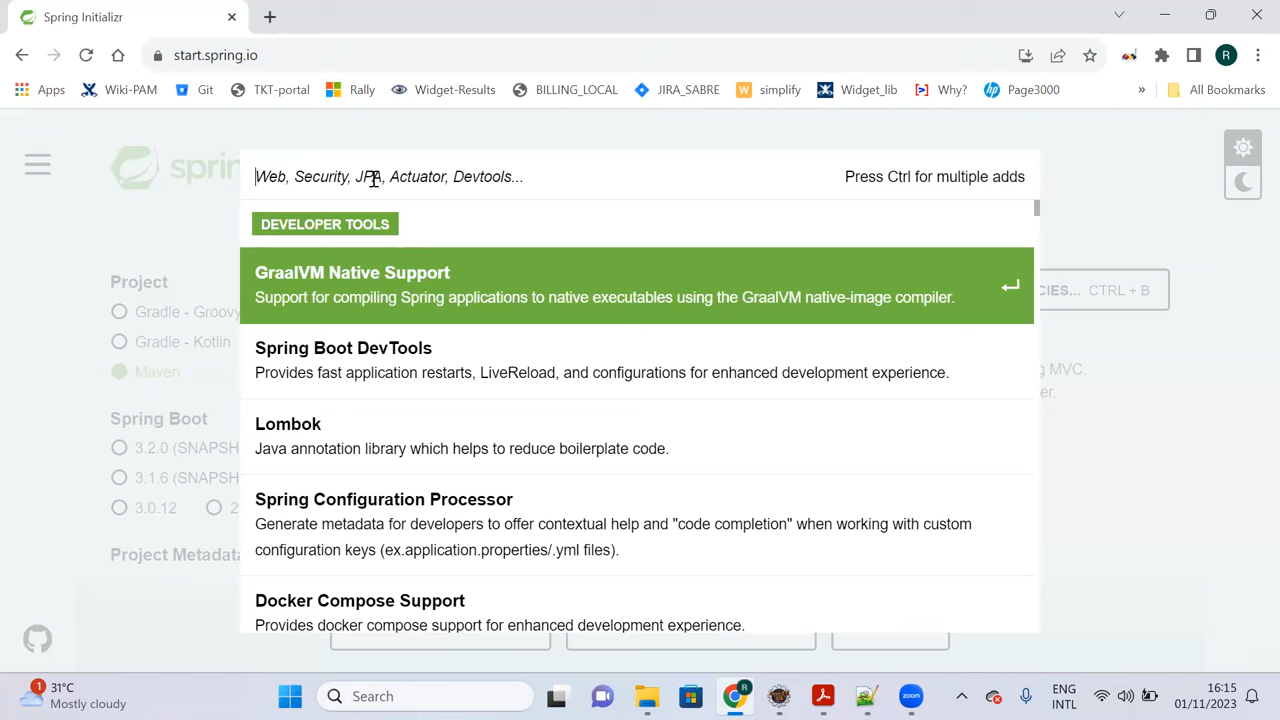 Spring Initializr
start.spring.io
R
Apps
Wiki-PAM
Git
TKT-portal
Rally
Widget-Results
BILLING_LOCAL
JIRA_SABRE
simplify
Widget_lib
Why?
Page3000
»
All Bookmarks
sprin
Web, Security, JPA, Actuator, Devtools...
Press Ctrl for multiple adds
DEVELOPER TOOLS
GraalVM Native Support
Support for compiling Spring applications to native executables using the GraalVM native-image compiler.
Spring Boot DevTools
Provides fast application restarts, LiveReload, and configurations for enhanced development experience.
Lombok
Java annotation library which helps to reduce boilerplate code.
Spring Configuration Processor
Generate metadata for developers to offer contextual help and "code completion" when working with custom
configuration keys (ex.application.properties/.yml files).
Docker Compose Support
Provides docker compose support for enhanced development experience.
Project
Gradle - Groovy
Gradle - Kotlin
Maven
Spring Boot
3.2.0 (SNAPSH
3.1.6 (SNAPSH
3.0.12
2
Project Metadata
CIES... CTRL + B
g MVC.
er.
1
31°C
Mostly cloudy
Search
R
zoom
ENG
INTL
16:15
01/11/2023